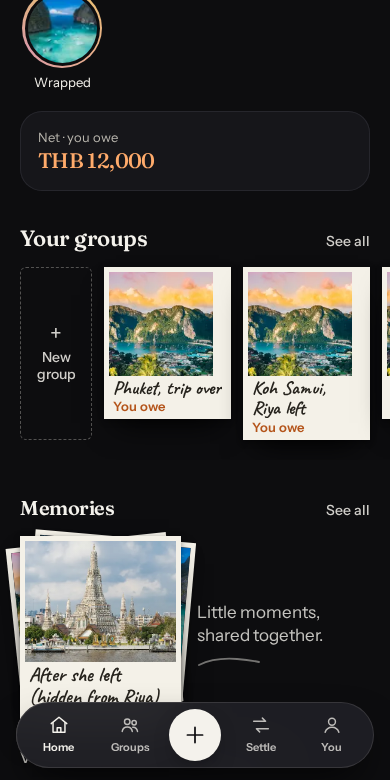 Wrapped
Net · you owe
THB 12,000
Your groups
See all
+
New
group
Phuket, trip over
You owe
Koh Samui,
Riya left
You owe
Memories
See all
Little moments,
shared together.
After she left
(hidden from Riya)
Home
Groups
+
Settle
You